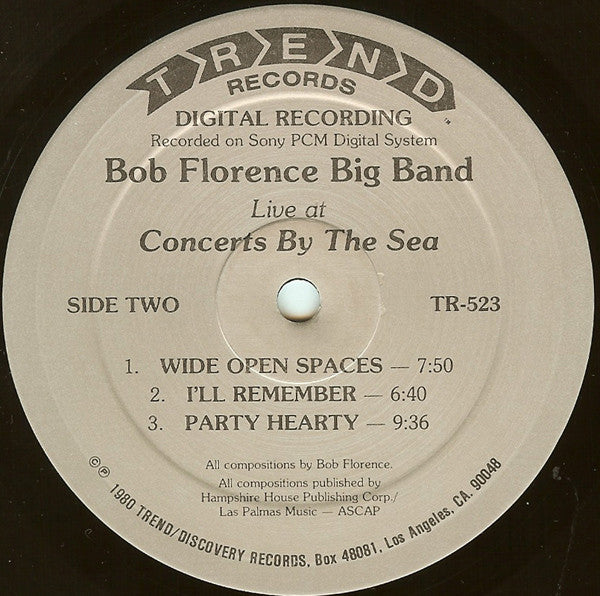 TREND
RECORDS
DIGITAL RECORDING
Recorded on Sony PCM Digital System
Bob Florence Big Band
Live at
Concerts By The Sea
SIDE TWO TR-523
1. WIDE OPEN SPACES — 7:50
2. I'LL REMEMBER — 6:40
3. PARTY HEARTY — 9:36
All compositions by Bob Florence.
All compositions published by
Hampshire House Publishing Corp./
Las Palmas Music — ASCAP
©℗ 1980 TREND/DISCOVERY RECORDS, Box 48081, Los Angeles, CA. 90048